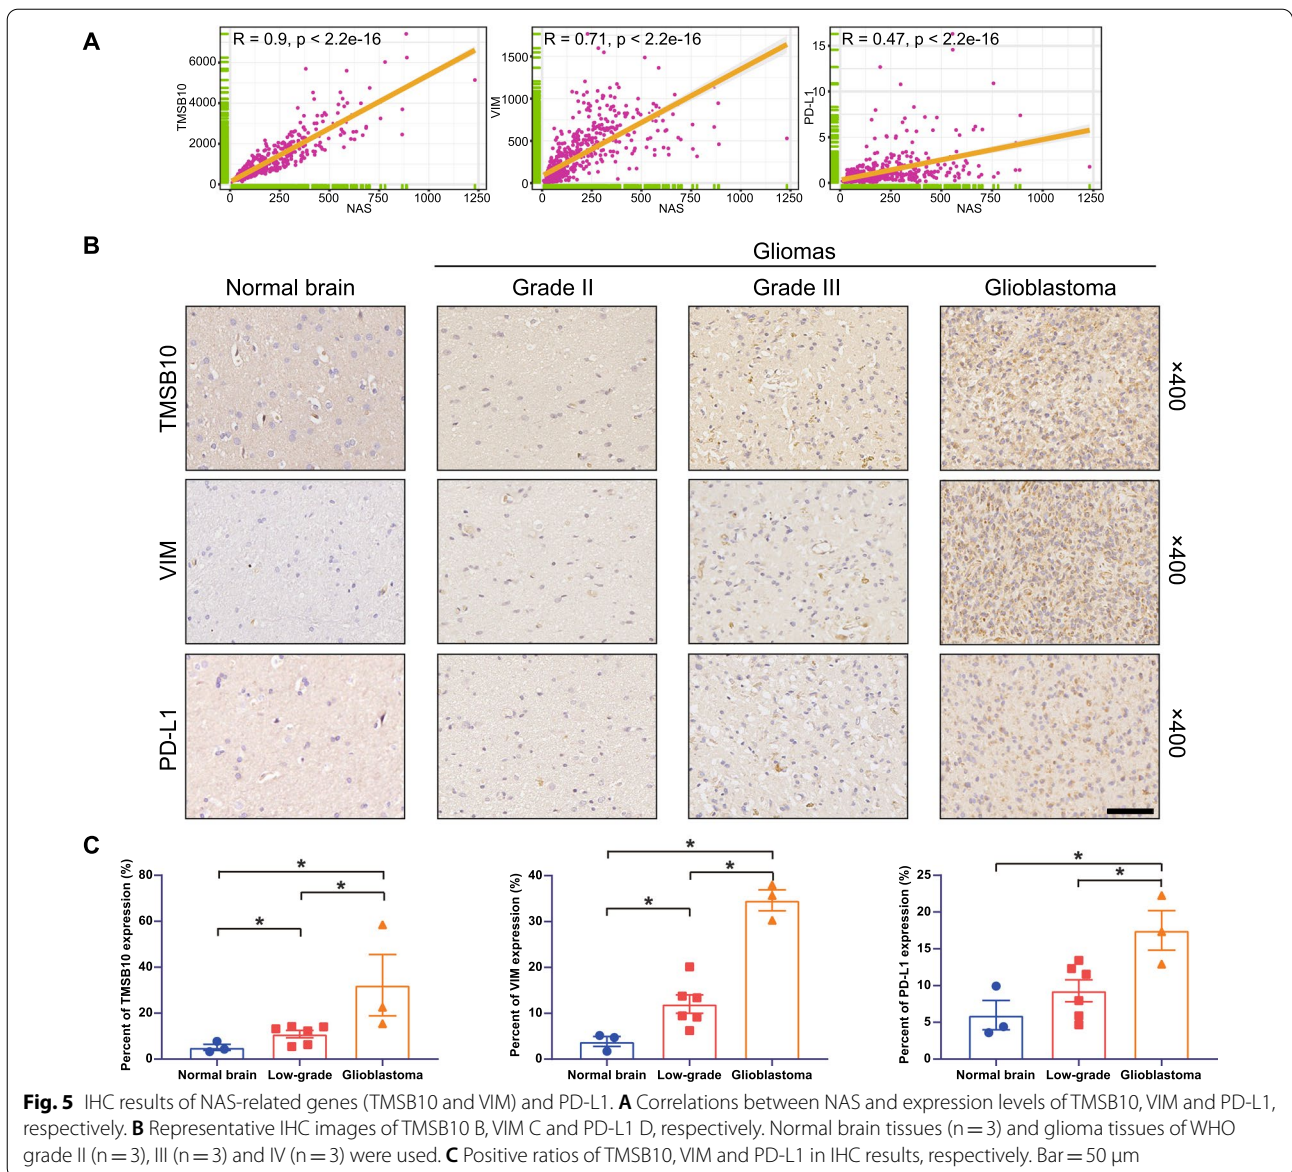 A
R = 0.9, p < 2.2e-16
TMSB10
6000
4000
2000
0
0 250 500 750 1000 1250
NAS
R = 0.71, p < 2.2e-16
VIM
1500
1000
500
0
0 250 500 750 1000 1250
NAS
R = 0.47, p < 2.2e-16
PD-L1
15
10
5
0
0 250 500 750 1000 1250
NAS
B
Gliomas
Normal brain Grade II Grade III Glioblastoma
TMSB10
×400
VIM
×400
PD-L1
×400
C
Percent of TMSB10 expression (%)
80
60
40
20
0
* * *
Normal brain Low-grade Glioblastoma
Percent of VIM expression (%)
40
30
20
10
0
* * *
Normal brain Low-grade Glioblastoma
Percent of PD-L1 expression (%)
25
20
15
10
5
0
* *
Normal brain Low-grade Glioblastoma
Fig. 5 IHC results of NAS-related genes (TMSB10 and VIM) and PD-L1. A Correlations between NAS and expression levels of TMSB10, VIM and PD-L1,
respectively. B Representative IHC images of TMSB10 B, VIM C and PD-L1 D, respectively. Normal brain tissues (n = 3) and glioma tissues of WHO
grade II (n = 3), III (n = 3) and IV (n = 3) were used. C Positive ratios of TMSB10, VIM and PD-L1 in IHC results, respectively. Bar = 50 μm